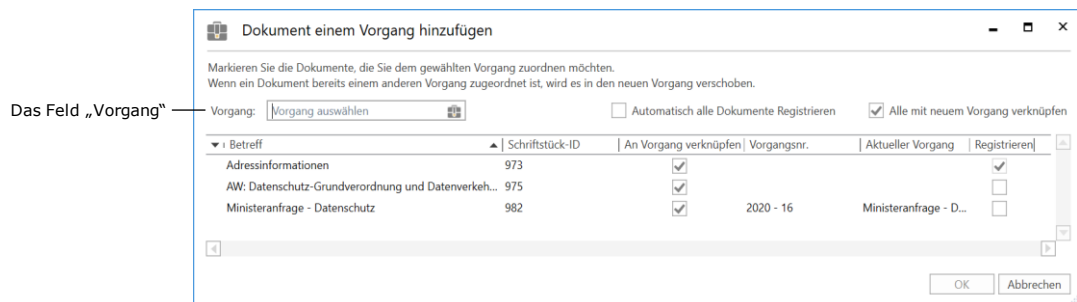 Dokument einem Vorgang hinzufügen
Markieren Sie die Dokumente, die Sie dem gewählten Vorgang zuordnen möchten.
Wenn ein Dokument bereits einem anderen Vorgang zugeordnet ist, wird es in den neuen Vorgang verschoben.
Das Feld „Vorgang“ Vorgang: Vorgang auswählen Automatisch alle Dokumente Registrieren Alle mit neuem Vorgang verknüpfen
Betreff Schriftstück-ID An Vorgang verknüpfen Vorgangsnr. Aktueller Vorgang Registrieren
Adressinformationen 973
AW: Datenschutz-Grundverordnung und Datenverkeh... 975
Ministeranfrage - Datenschutz 982 2020 - 16 Ministeranfrage - D...
OK Abbrechen